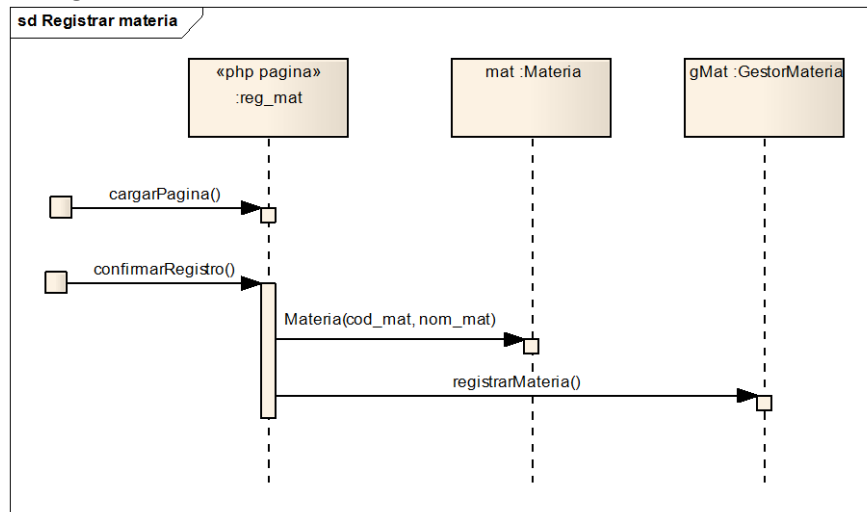 sd Registrar materia
«php pagina»
:reg_mat
mat :Materia
gMat :GestorMateria
cargarPagina()
confirmarRegistro()
Materia(cod_mat, nom_mat)
registrarMateria()